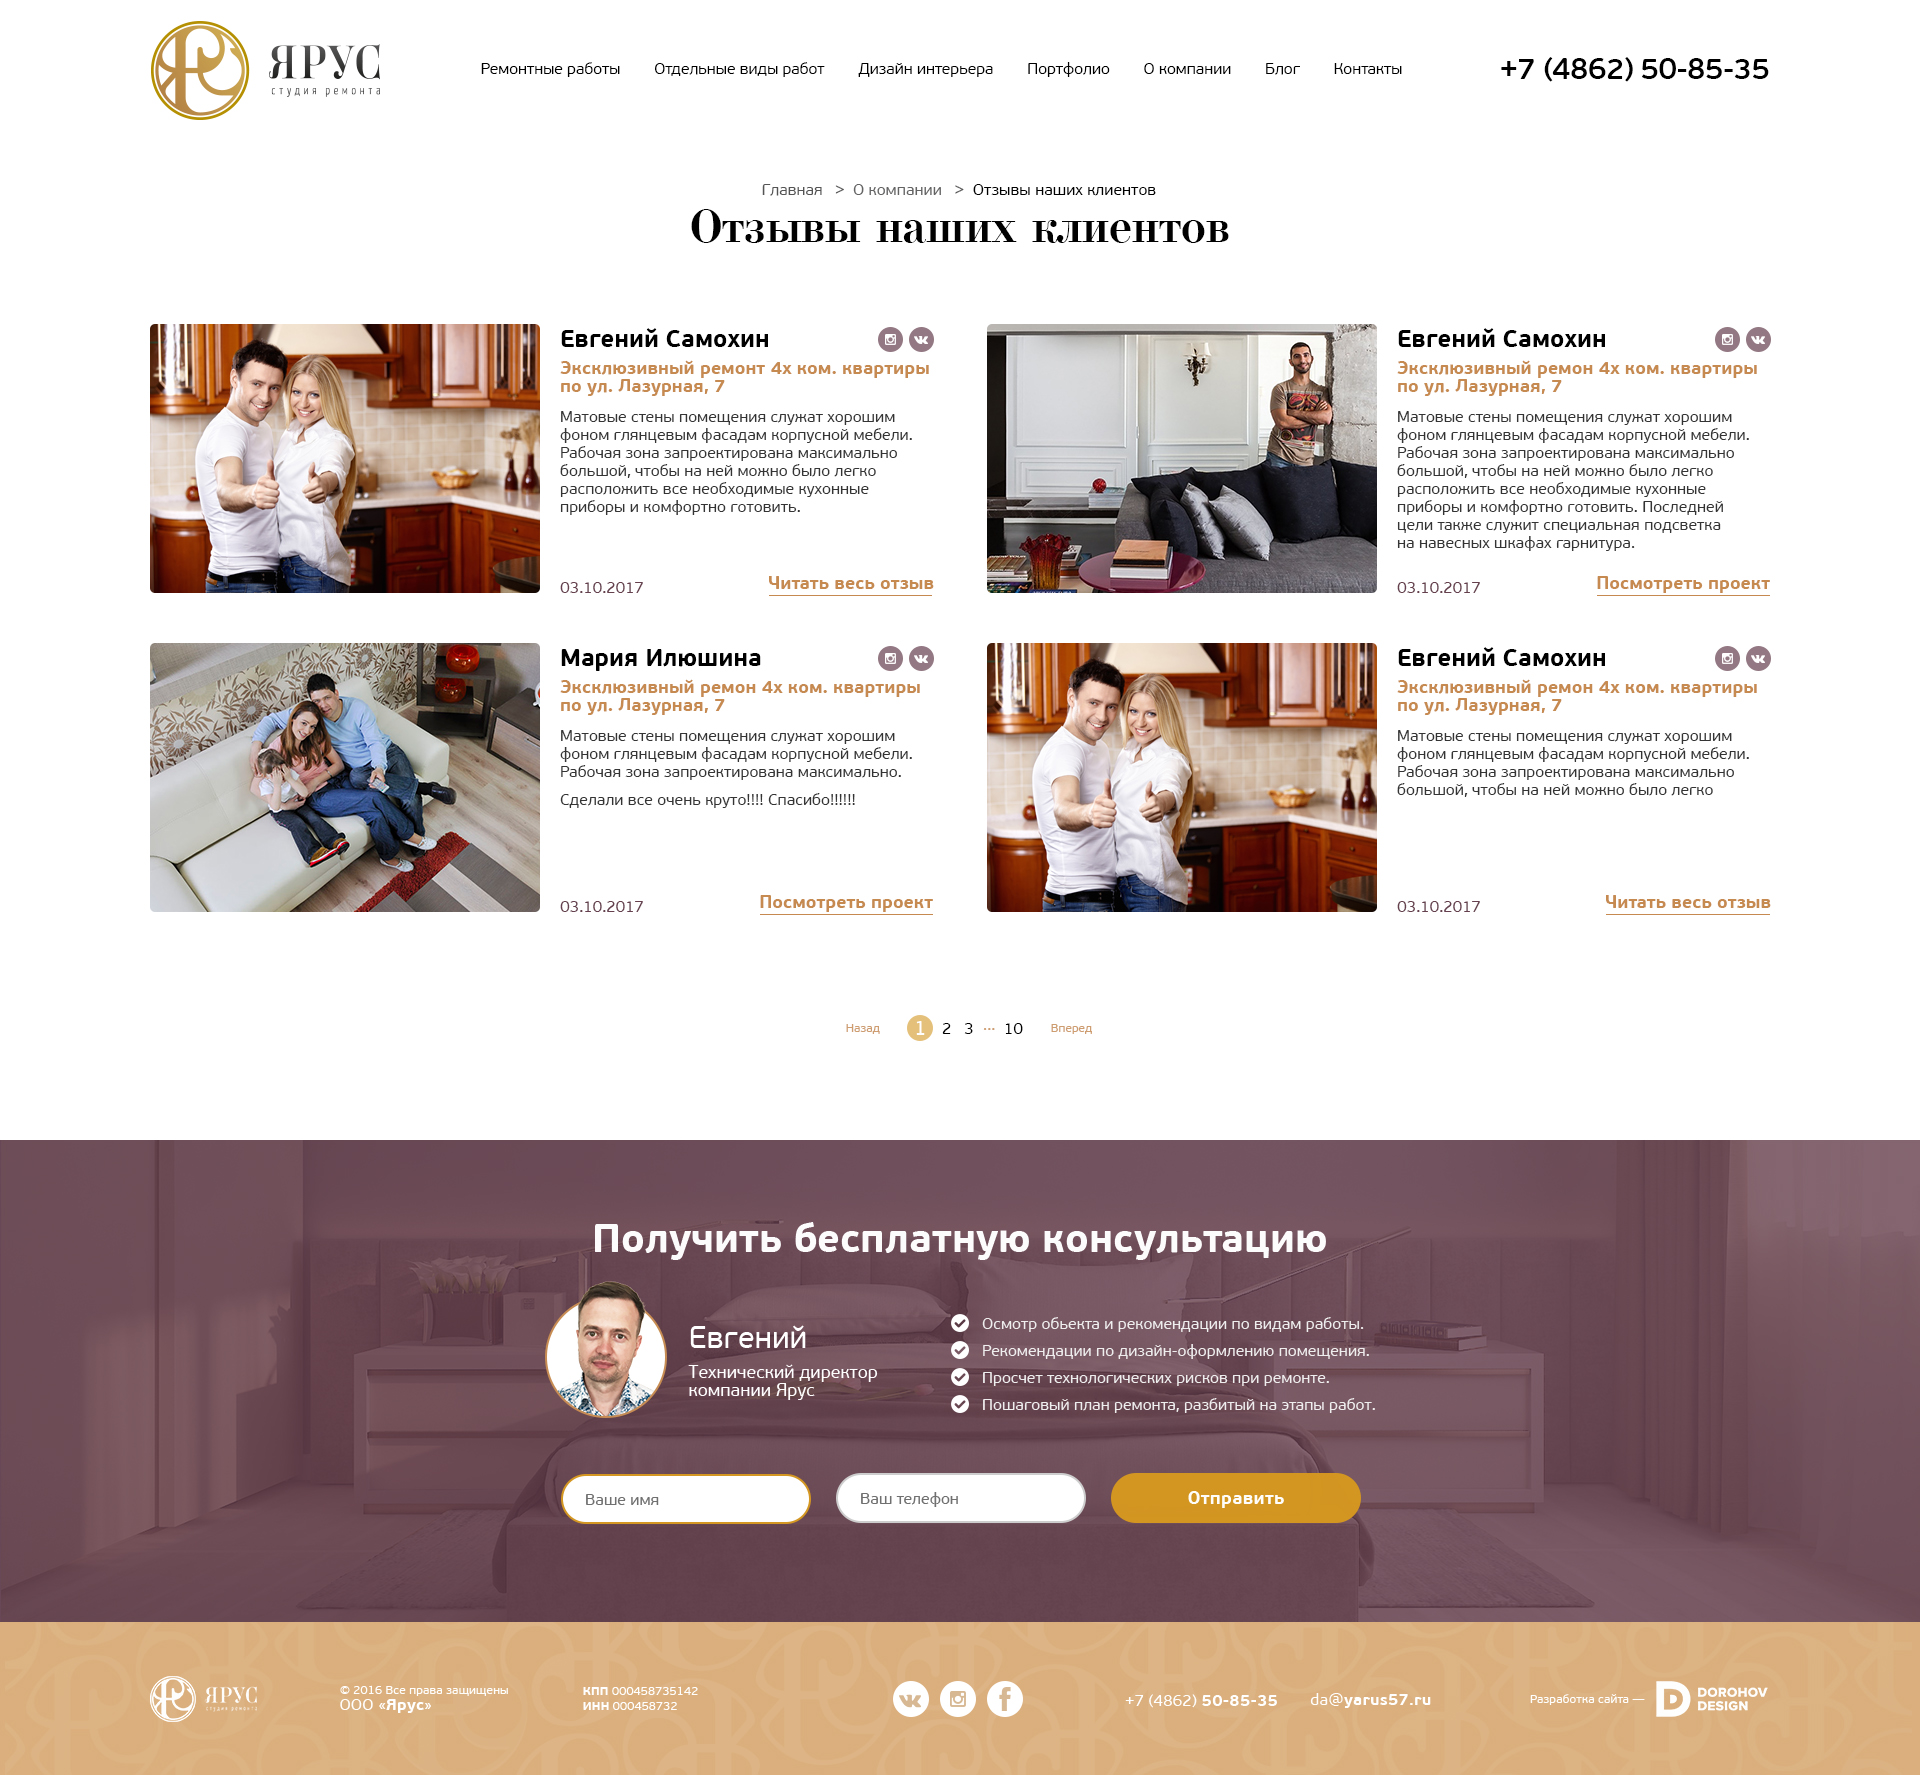 ЯРУС
студия ремонта
Ремонтные работы
Отдельные виды работ
Дизайн интерьера
Портфолио
О компании
Блог
Контакты
+7 (4862) 50-85-35
Главная > О компании > Отзывы наших клиентов
Отзывы наших клиентов
Евгений Самохин
Эксклюзивный ремонт 4х ком. квартиры
по ул. Лазурная, 7
Матовые стены помещения служат хорошим
фоном глянцевым фасадам корпусной мебели.
Рабочая зона запроектирована максимально
большой, чтобы на ней можно было легко
расположить все необходимые кухонные
приборы и комфортно готовить.
03.10.2017
Читать весь отзыв
Евгений Самохин
Эксклюзивный ремон 4х ком. квартиры
по ул. Лазурная, 7
Матовые стены помещения служат хорошим
фоном глянцевым фасадам корпусной мебели.
Рабочая зона запроектирована максимально
большой, чтобы на ней можно было легко
расположить все необходимые кухонные
приборы и комфортно готовить. Последней
цели также служит специальная подсветка
на навесных шкафах гарнитура.
03.10.2017
Посмотреть проект
Мария Илюшина
Эксклюзивный ремон 4х ком. квартиры
по ул. Лазурная, 7
Матовые стены помещения служат хорошим
фоном глянцевым фасадам корпусной мебели.
Рабочая зона запроектирована максимально.
Сделали все очень круто!!!! Спасибо!!!!!!
03.10.2017
Посмотреть проект
Евгений Самохин
Эксклюзивный ремон 4х ком. квартиры
по ул. Лазурная, 7
Матовые стены помещения служат хорошим
фоном глянцевым фасадам корпусной мебели.
Рабочая зона запроектирована максимально
большой, чтобы на ней можно было легко
03.10.2017
Читать весь отзыв
Назад 1 2 3 ... 10 Вперед
Получить бесплатную консультацию
Евгений
Технический директор
компании Ярус
Осмотр обьекта и рекомендации по видам работы.
Рекомендации по дизайн-оформлению помещения.
Просчет технологических рисков при ремонте.
Пошаговый план ремонта, разбитый на этапы работ.
Ваше имя
Ваш телефон
Отправить
ЯРУС
студия ремонта
© 2016 Все права защищены
ООО «Ярус»
КПП 000458735142
ИНН 000458732
+7 (4862) 50-85-35
da@yarus57.ru
Разработка сайта —
DOROHOV
DESIGN